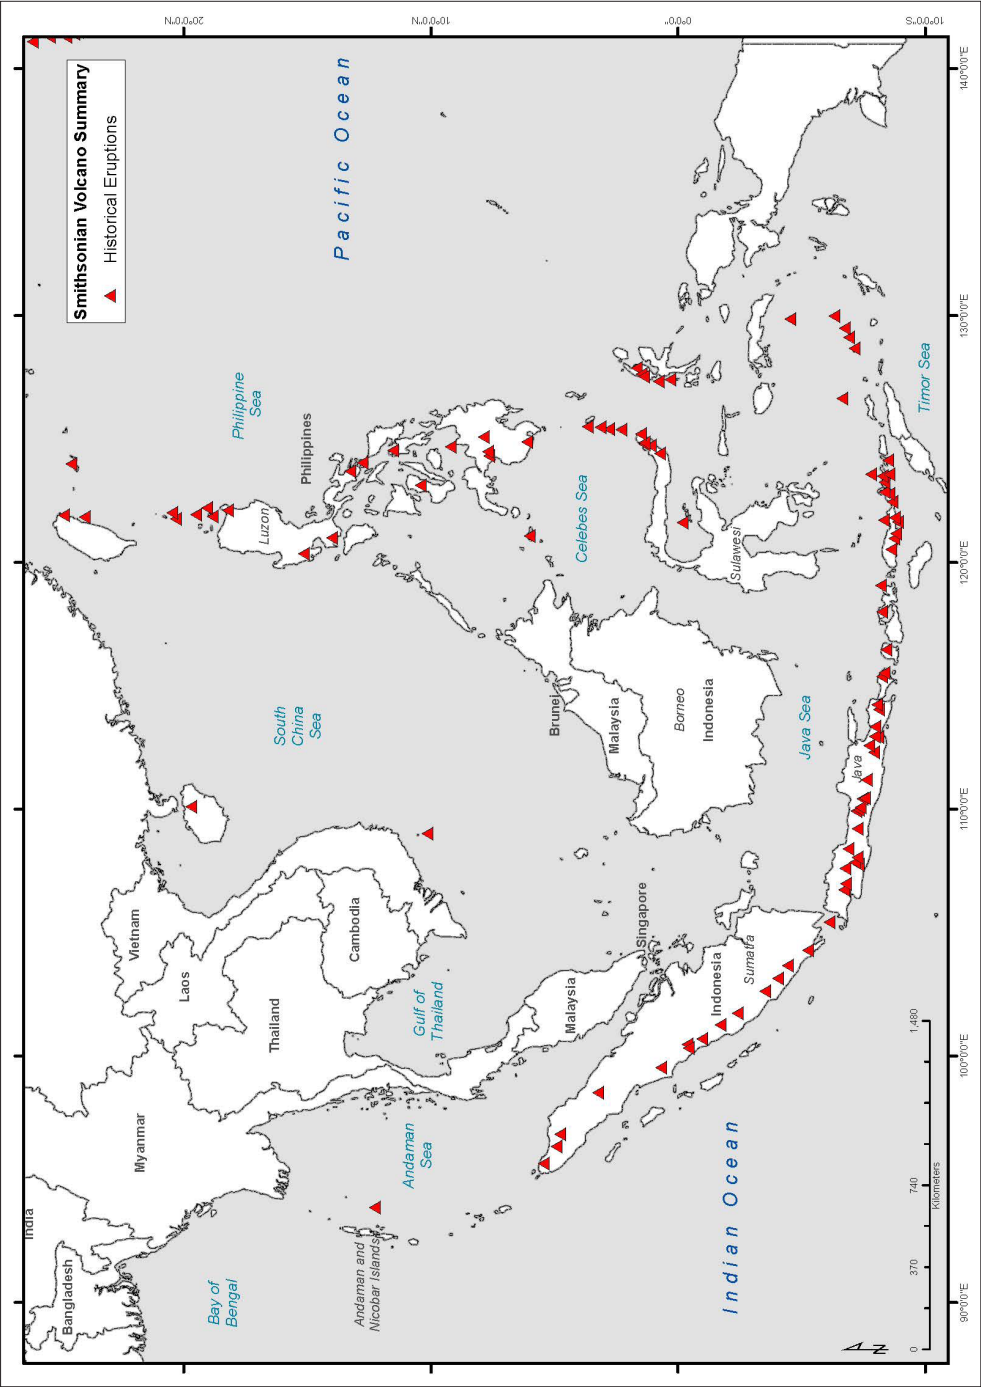 Smithsonian Volcano Summary
Historical Eruptions
India
Bangladesh
Myanmar
Vietnam
Laos
Bay of
Bengal
Thailand
Cambodia
South
China
Sea
Luzon
Philippine
Sea
Philippines
Pacific Ocean
Andaman and
Nicobar Islands
Andaman
Sea
Gulf of
Thailand
Brunei
Malaysia
Malaysia
Celebes Sea
Singapore
Borneo
Indonesia
Indonesia
Sumatra
Sulawesi
Indian Ocean
Java Sea
Java
Timor Sea
0 370 740 1,480
Kilometers
N
90°0'0"E
100°0'0"E
110°0'0"E
120°0'0"E
130°0'0"E
140°0'0"E
20°0'0"N
10°0'0"N
0°0'0"
10°0'0"S